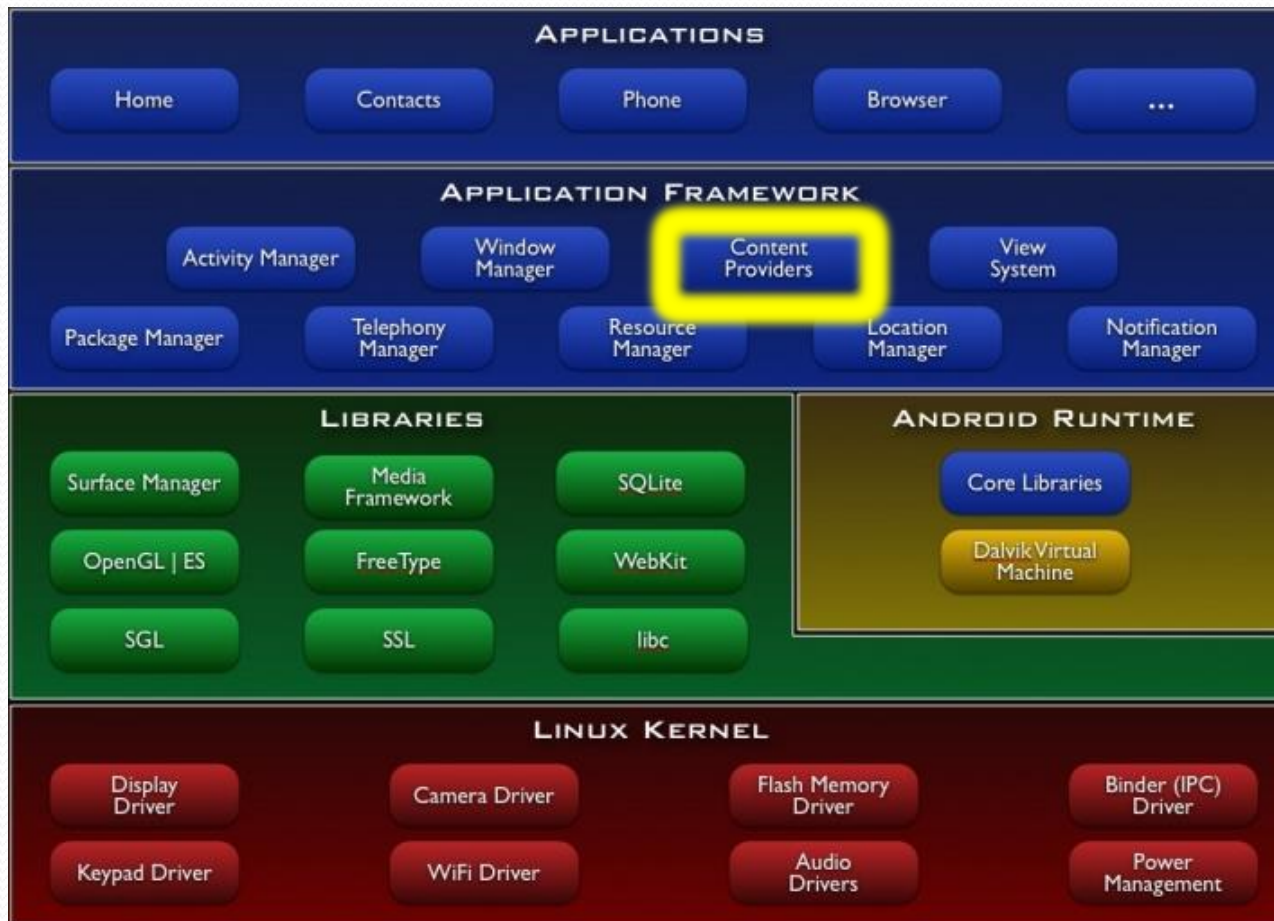 APPLICATIONS
Home Contacts Phone Browser ...
APPLICATION FRAMEWORK
Activity Manager
Window
Manager
Content
Providers
View
System
Package Manager
Telephony
Manager
Resource
Manager
Location
Manager
Notification
Manager
LIBRARIES
Surface Manager
Media
Framework
SQLite
OpenGL | ES
FreeType
WebKit
SGL
SSL
libc
ANDROID RUNTIME
Core Libraries
Dalvik Virtual
Machine
LINUX KERNEL
Display
Driver
Camera Driver
Flash Memory
Driver
Binder (IPC)
Driver
Keypad Driver
WiFi Driver
Audio
Drivers
Power
Management